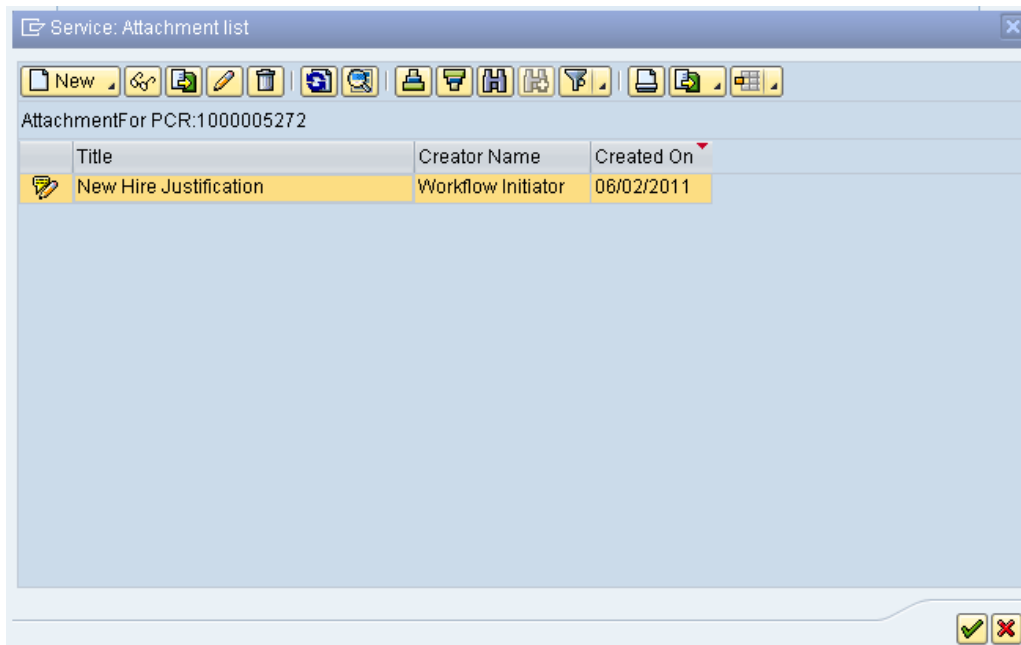 Service: Attachment list
New
AttachmentFor PCR:1000005272
Title Creator Name Created On
New Hire Justification Workflow Initiator 06/02/2011